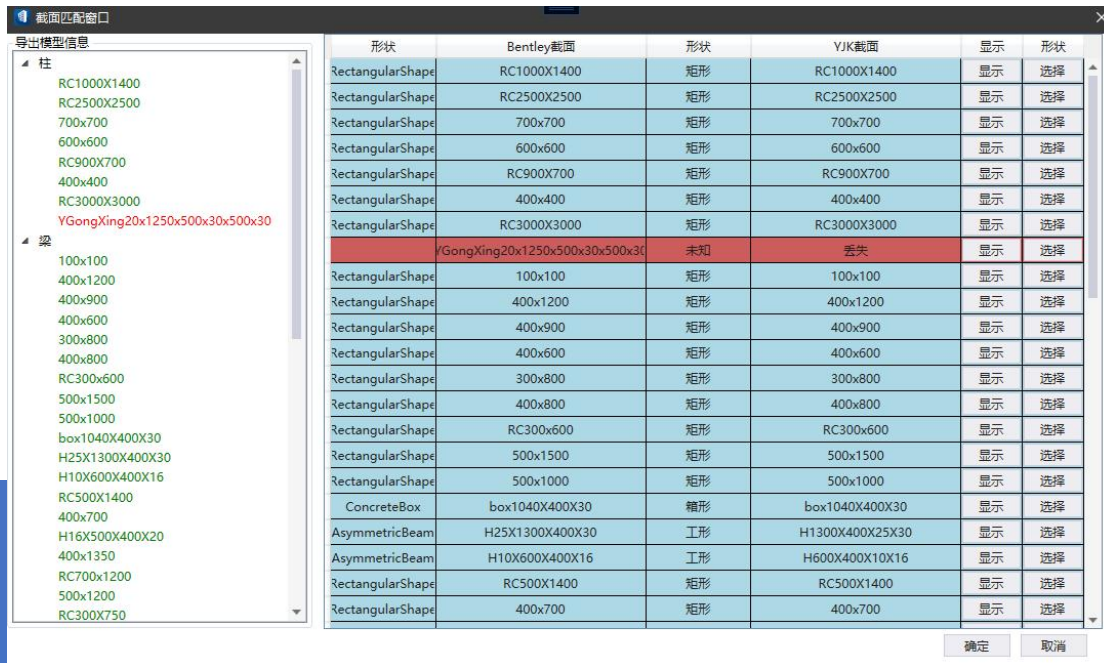 截面匹配窗口
导出模型信息
柱
RC1000X1400
RC2500X2500
700x700
600x600
RC900X700
400x400
RC3000X3000
YGongXing20x1250x500x30x500x30
梁
100x100
400x1200
400x900
400x600
300x800
400x800
RC300x600
500x1500
500x1000
box1040X400X30
H25X1300X400X30
H10X600X400X16
RC500X1400
400x700
H16X500X400X20
400x1350
RC700x1200
500x1200
RC300X750
形状 Bentley截面 形状 YJK截面 显示 形状
RectangularShape RC1000X1400 矩形 RC1000X1400 显示 选择
RectangularShape RC2500X2500 矩形 RC2500X2500 显示 选择
RectangularShape 700x700 矩形 700x700 显示 选择
RectangularShape 600x600 矩形 600x600 显示 选择
RectangularShape RC900X700 矩形 RC900X700 显示 选择
RectangularShape 400x400 矩形 400x400 显示 选择
RectangularShape RC3000X3000 矩形 RC3000X3000 显示 选择
YGongXing20x1250x500x30x500x30 未知 丢失 显示 选择
RectangularShape 100x100 矩形 100x100 显示 选择
RectangularShape 400x1200 矩形 400x1200 显示 选择
RectangularShape 400x900 矩形 400x900 显示 选择
RectangularShape 400x600 矩形 400x600 显示 选择
RectangularShape 300x800 矩形 300x800 显示 选择
RectangularShape 400x800 矩形 400x800 显示 选择
RectangularShape RC300x600 矩形 RC300x600 显示 选择
RectangularShape 500x1500 矩形 500x1500 显示 选择
RectangularShape 500x1000 矩形 500x1000 显示 选择
ConcreteBox box1040X400X30 箱形 box1040X400X30 显示 选择
AsymmetricBeam H25X1300X400X30 工形 H1300X400X25X30 显示 选择
AsymmetricBeam H10X600X400X16 工形 H600X400X10X16 显示 选择
RectangularShape RC500X1400 矩形 RC500X1400 显示 选择
RectangularShape 400x700 矩形 400x700 显示 选择
确定 取消